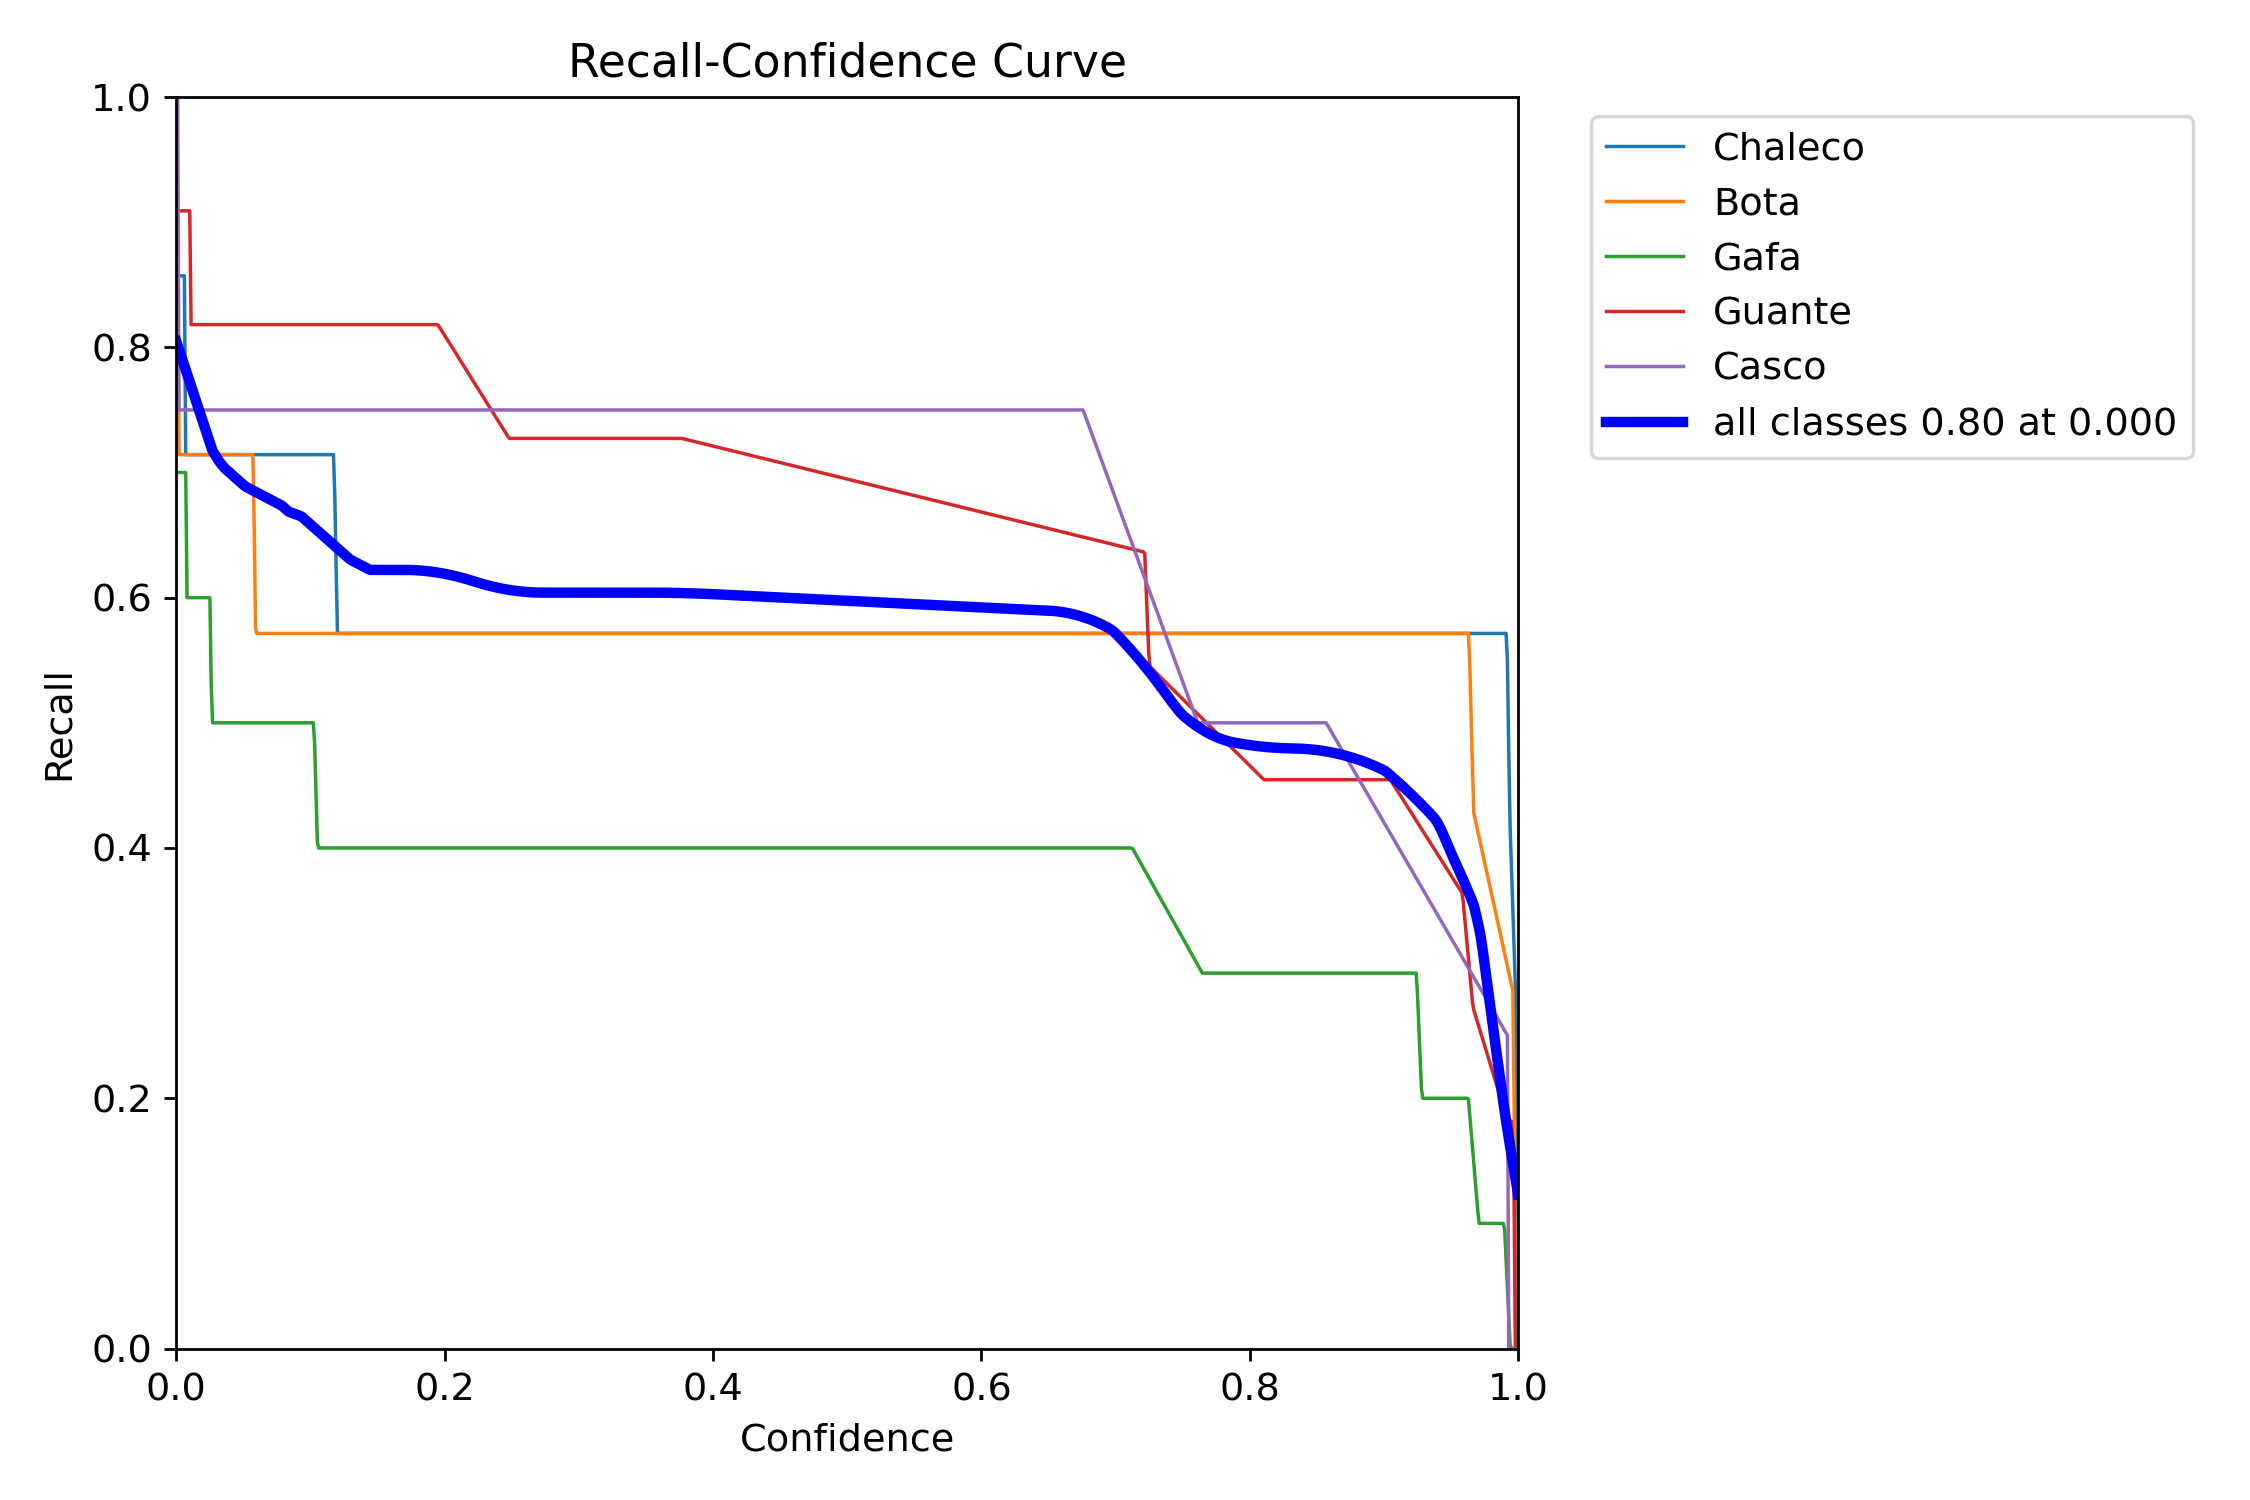 Recall-Confidence Curve
1.0
0.8
0.6
0.4
0.2
0.0
Recall
0.0 0.2 0.4 0.6 0.8 1.0
Confidence
Chaleco
Bota
Gafa
Guante
Casco
all classes 0.80 at 0.000